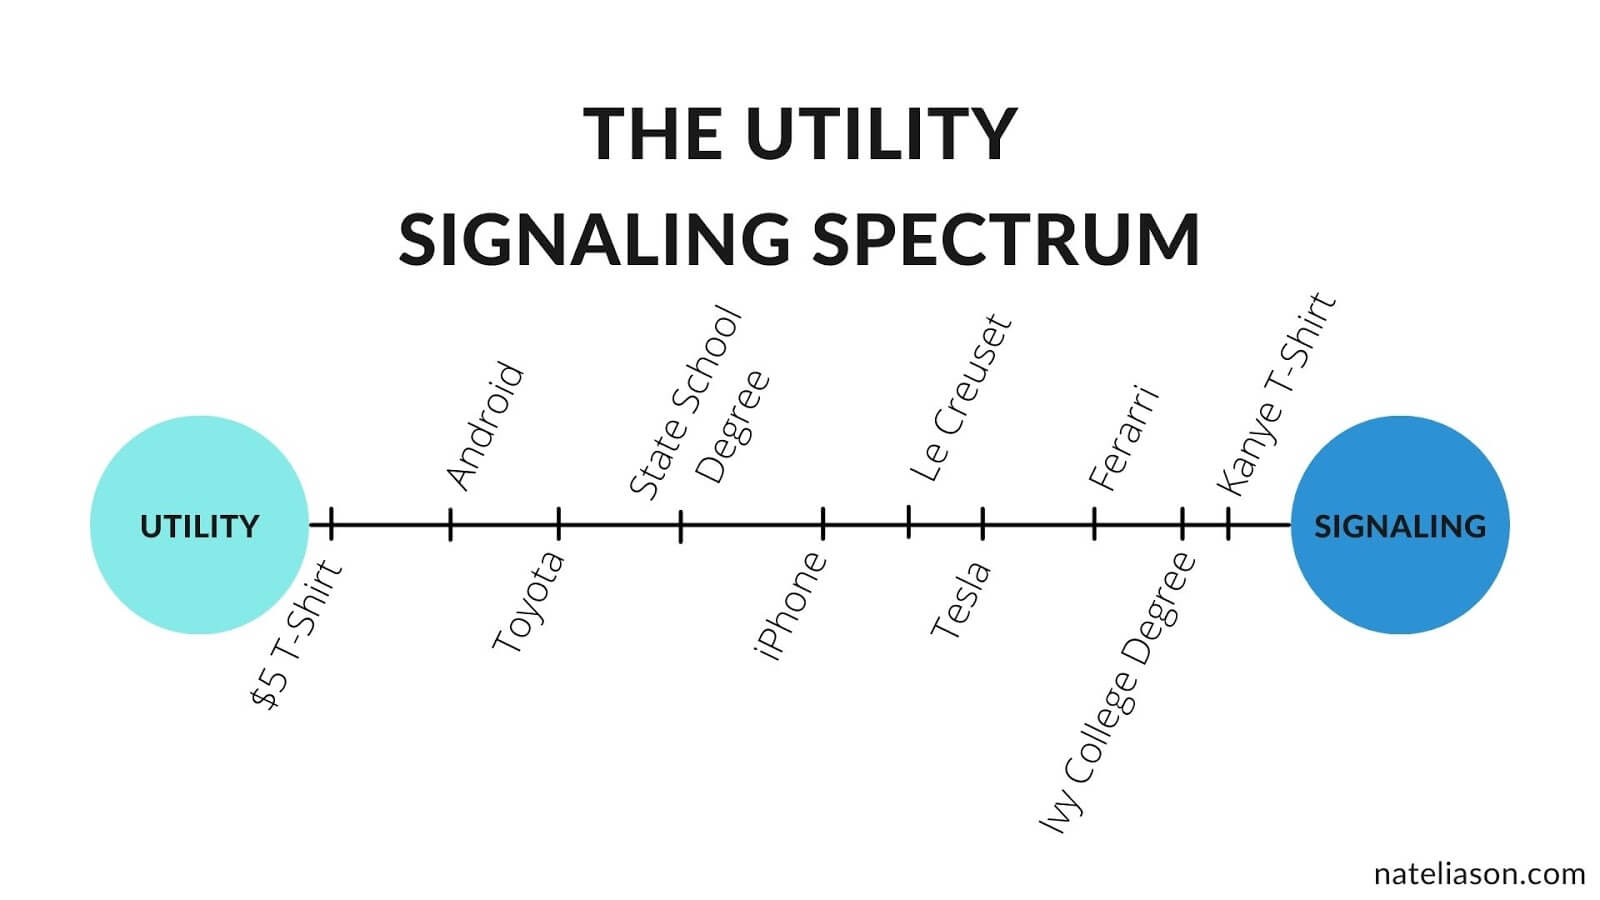 THE UTILITY
SIGNALING SPECTRUM
UTILITY
$5 T-Shirt
Android
Toyota
State School
Degree
iPhone
Le Creuset
Tesla
Ferarri
Ivy College Degree
Kanye T-Shirt
SIGNALING
nateliason.com